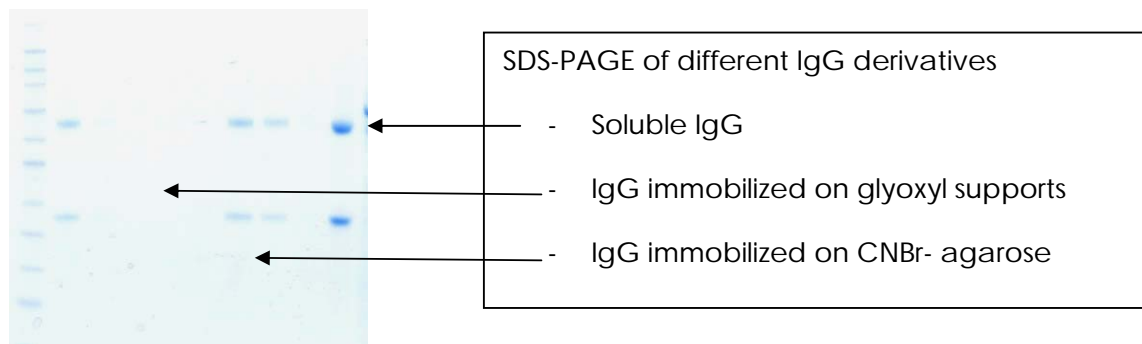 SDS-PAGE of different IgG derivatives
- Soluble IgG
- IgG immobilized on glyoxyl supports
- IgG immobilized on CNBr- agarose